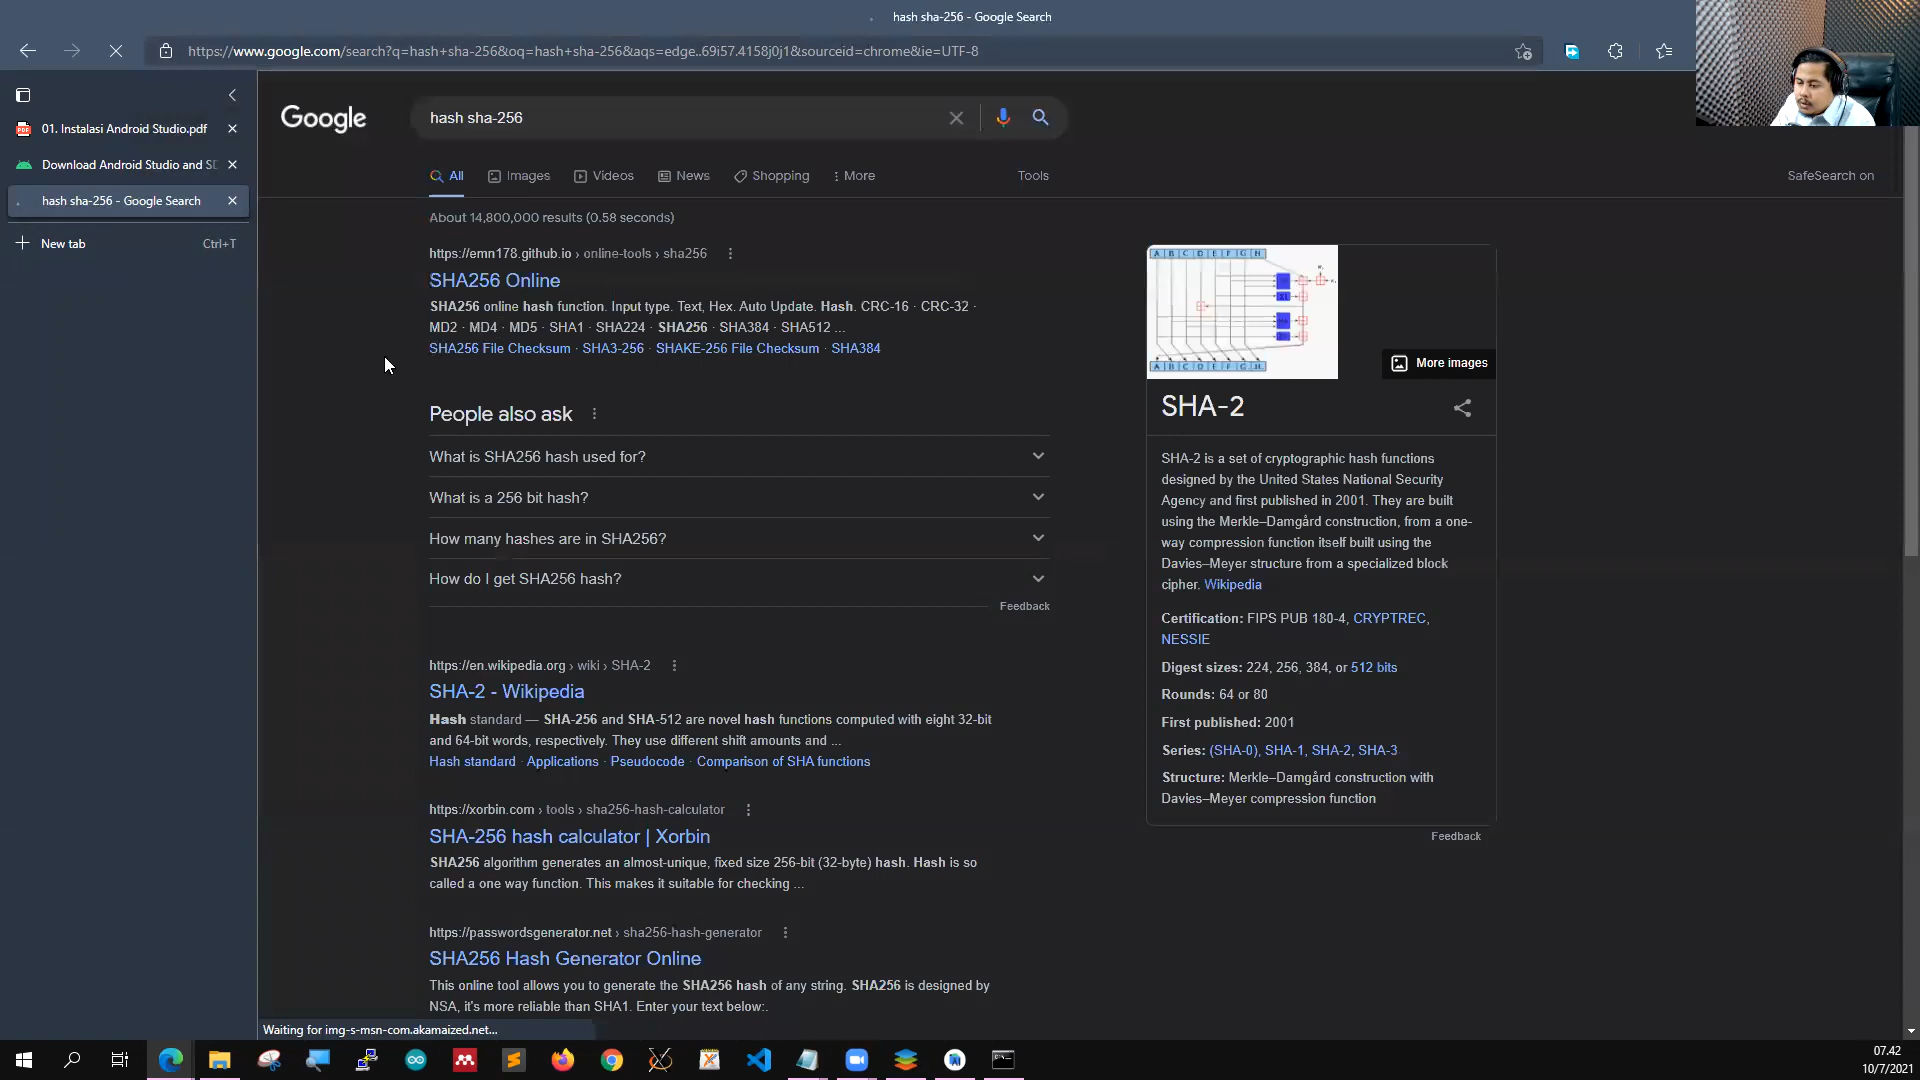 hash sha-256 - Google Search
https://www.google.com/search?q=hash+sha-256&oq=hash+sha-256&aqs=edge..69i57.4158j0j1&sourceid=chrome&ie=UTF-8
01. Instalasi Android Studio.pdf
Download Android Studio and SD
hash sha-256 - Google Search
New tab Ctrl+T
Google
hash sha-256
All Images Videos News Shopping More Tools SafeSearch on
About 14,800,000 results (0.58 seconds)
https://emn178.github.io › online-tools › sha256
SHA256 Online
SHA256 online hash function. Input type. Text, Hex. Auto Update. Hash. CRC-16 · CRC-32 ·
MD2 · MD4 · MD5 · SHA1 · SHA224 · SHA256 · SHA384 · SHA512 ...
SHA256 File Checksum · SHA3-256 · SHAKE-256 File Checksum · SHA384
People also ask
What is SHA256 hash used for?
What is a 256 bit hash?
How many hashes are in SHA256?
How do I get SHA256 hash?
Feedback
https://en.wikipedia.org › wiki › SHA-2
SHA-2 - Wikipedia
Hash standard — SHA-256 and SHA-512 are novel hash functions computed with eight 32-bit
and 64-bit words, respectively. They use different shift amounts and ...
Hash standard · Applications · Pseudocode · Comparison of SHA functions
https://xorbin.com › tools › sha256-hash-calculator
SHA-256 hash calculator | Xorbin
SHA256 algorithm generates an almost-unique, fixed size 256-bit (32-byte) hash. Hash is so
called a one way function. This makes it suitable for checking ...
https://passwordsgenerator.net › sha256-hash-generator
SHA256 Hash Generator Online
This online tool allows you to generate the SHA256 hash of any string. SHA256 is designed by
NSA, it's more reliable than SHA1. Enter your text below:.
A B C D E F G H
A B C D E F G H
More images
SHA-2
SHA-2 is a set of cryptographic hash functions
designed by the United States National Security
Agency and first published in 2001. They are built
using the Merkle–Damgård construction, from a one-
way compression function itself built using the
Davies–Meyer structure from a specialized block
cipher. Wikipedia
Certification: FIPS PUB 180-4, CRYPTREC,
NESSIE
Digest sizes: 224, 256, 384, or 512 bits
Rounds: 64 or 80
First published: 2001
Series: (SHA-0), SHA-1, SHA-2, SHA-3
Structure: Merkle–Damgård construction with
Davies–Meyer compression function
Feedback
Waiting for img-s-msn-com.akamaized.net...
07.42
10/7/2021